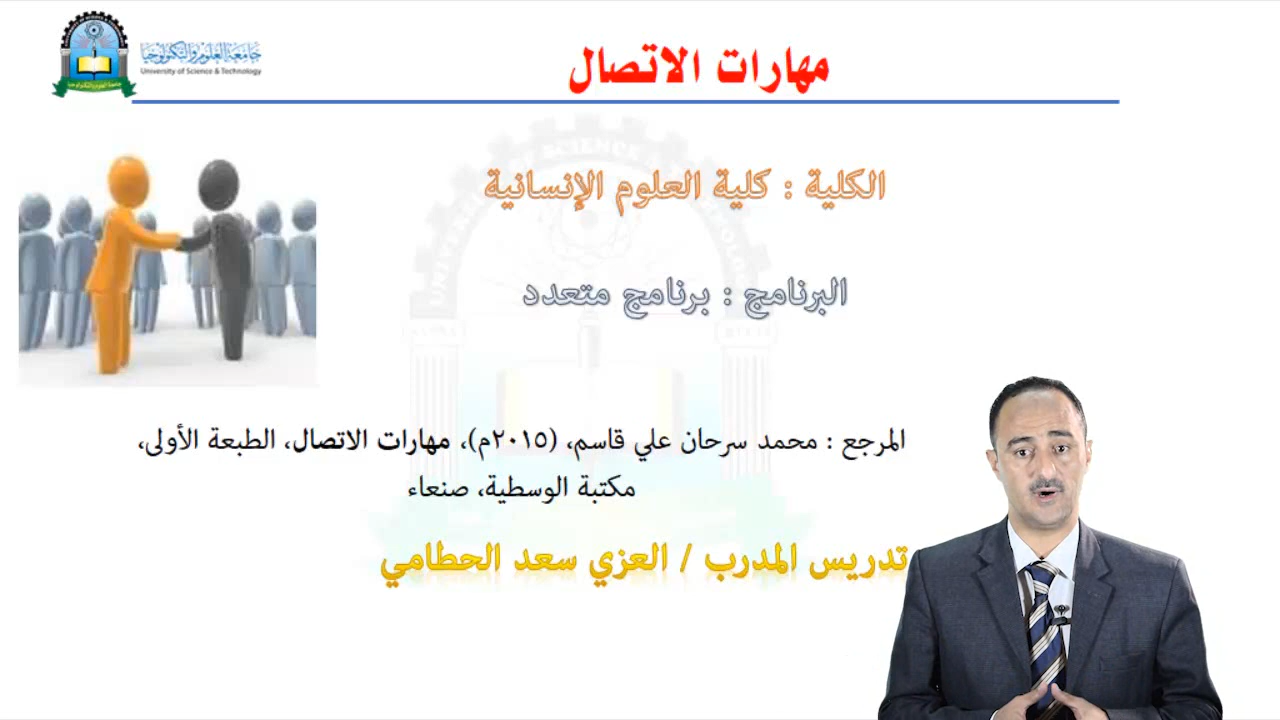 مهارات الاتصال
جامعة العلوم والتكنولوجيا
University of Science & Technology
الكلية : كلية العلوم الإنسانية
البرنامج : برنامج متعدد
المرجع : محمد سرحان علي قاسم، (٢٠١٥م)، مهارات الاتصال، الطبعة الأولى،
مكتبة الوسطية، صنعاء
تدريس المدرب / العزي سعد الحطامي